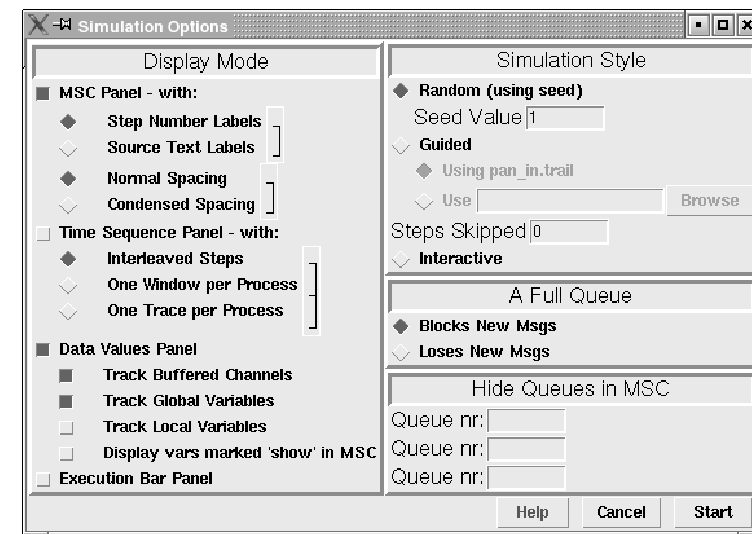 Simulation Options
Display Mode
MSC Panel - with:
Step Number Labels
Source Text Labels
Normal Spacing
Condensed Spacing
Time Sequence Panel - with:
Interleaved Steps
One Window per Process
One Trace per Process
Data Values Panel
Track Buffered Channels
Track Global Variables
Track Local Variables
Display vars marked 'show' in MSC
Execution Bar Panel
Simulation Style
Random (using seed)
Seed Value 1
Guided
Using pan_in.trail
Use Browse
Steps Skipped 0
Interactive
A Full Queue
Blocks New Msgs
Loses New Msgs
Hide Queues in MSC
Queue nr:
Queue nr:
Queue nr:
Help Cancel Start